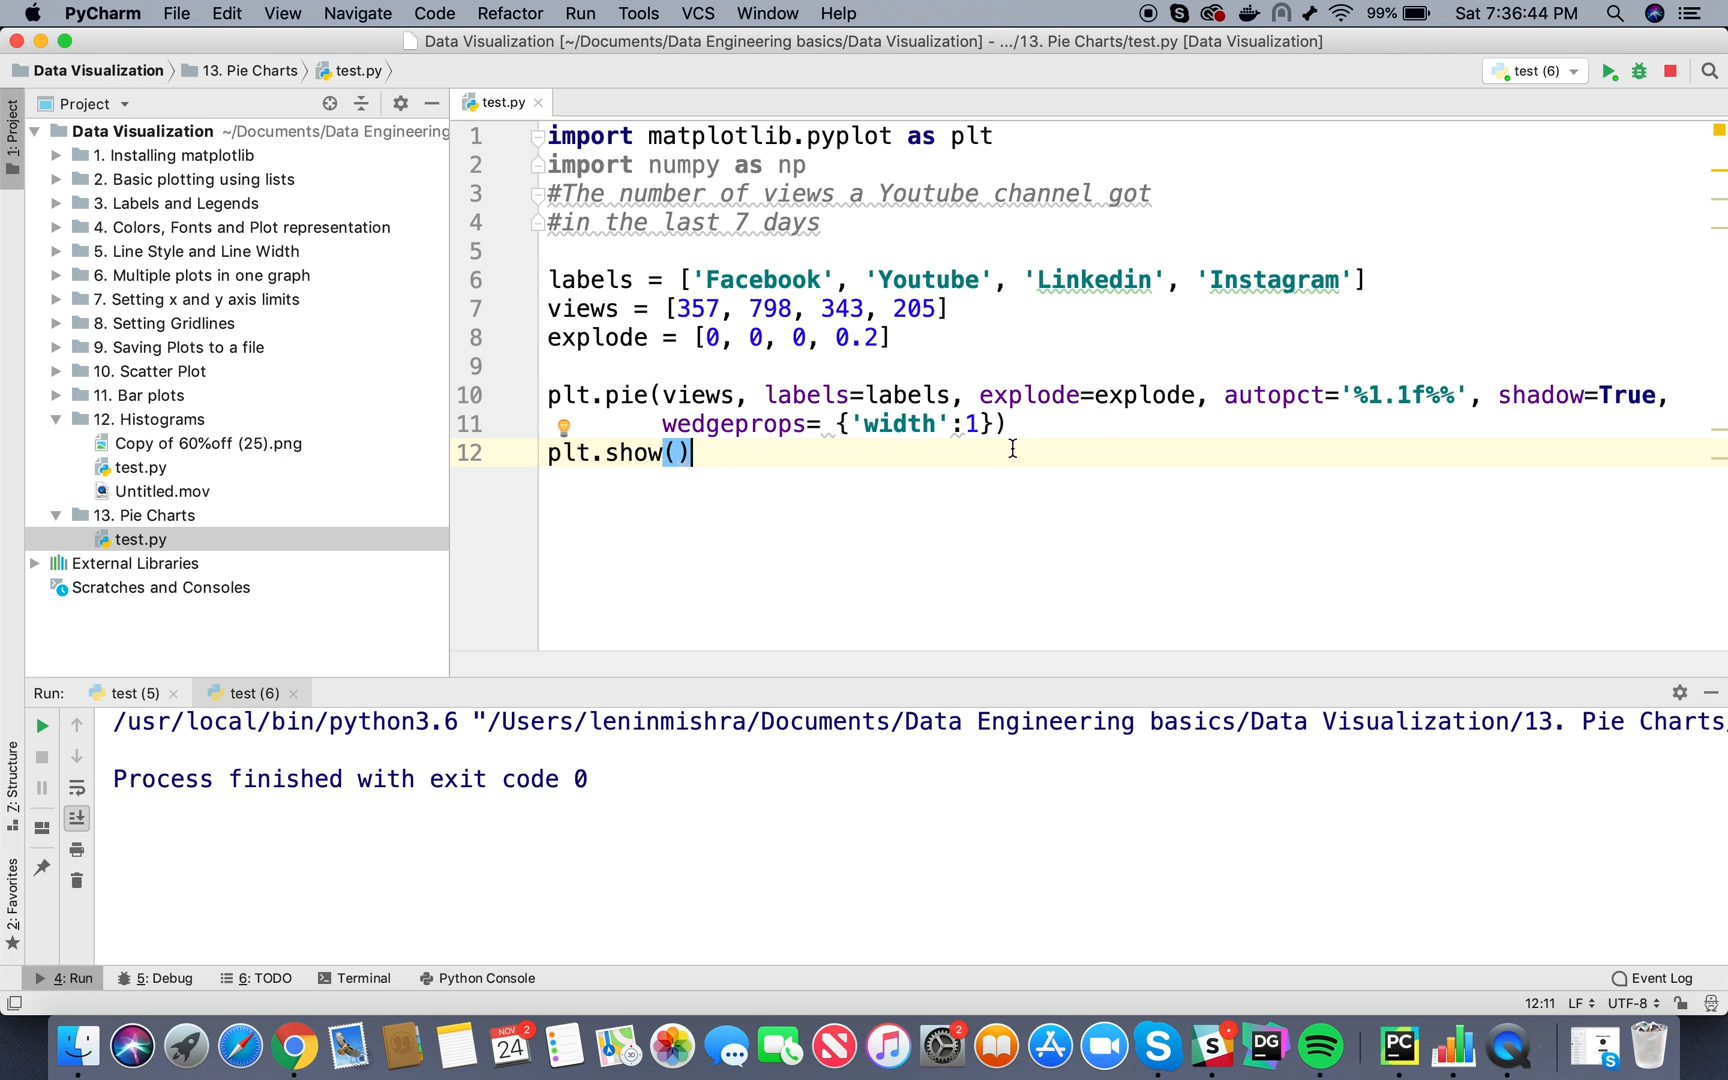 PyCharm File Edit View Navigate Code Refactor Run Tools VCS Window Help 99% Sat 7:36:44 PM
Data Visualization [~/Documents/Data Engineering basics/Data Visualization] - .../13. Pie Charts/test.py [Data Visualization]
Data Visualization 13. Pie Charts test.py test (6)
1: Project
Project
test.py
Data Visualization ~/Documents/Data Engineering
1. Installing matplotlib
2. Basic plotting using lists
3. Labels and Legends
4. Colors, Fonts and Plot representation
5. Line Style and Line Width
6. Multiple plots in one graph
7. Setting x and y axis limits
8. Setting Gridlines
9. Saving Plots to a file
10. Scatter Plot
11. Bar plots
12. Histograms
Copy of 60%off (25).png
test.py
Untitled.mov
13. Pie Charts
test.py
External Libraries
Scratches and Consoles
1 import matplotlib.pyplot as plt
2 import numpy as np
3 #The number of views a Youtube channel got
4 #in the last 7 days
5
6 labels = ['Facebook', 'Youtube', 'Linkedin', 'Instagram']
7 views = [357, 798, 343, 205]
8 explode = [0, 0, 0, 0.2]
9
10 plt.pie(views, labels=labels, explode=explode, autopct='%1.1f%%', shadow=True,
11 wedgeprops= {'width':1})
12 plt.show()
Run: test (5) test (6)
/usr/local/bin/python3.6 "/Users/leninmishra/Documents/Data Engineering basics/Data Visualization/13. Pie Charts/
Process finished with exit code 0
7: Structure
2: Favorites
4: Run 5: Debug 6: TODO Terminal Python Console Event Log
12:11 LF UTF-8
NOV
24
2
2
3D
DG
PC
S